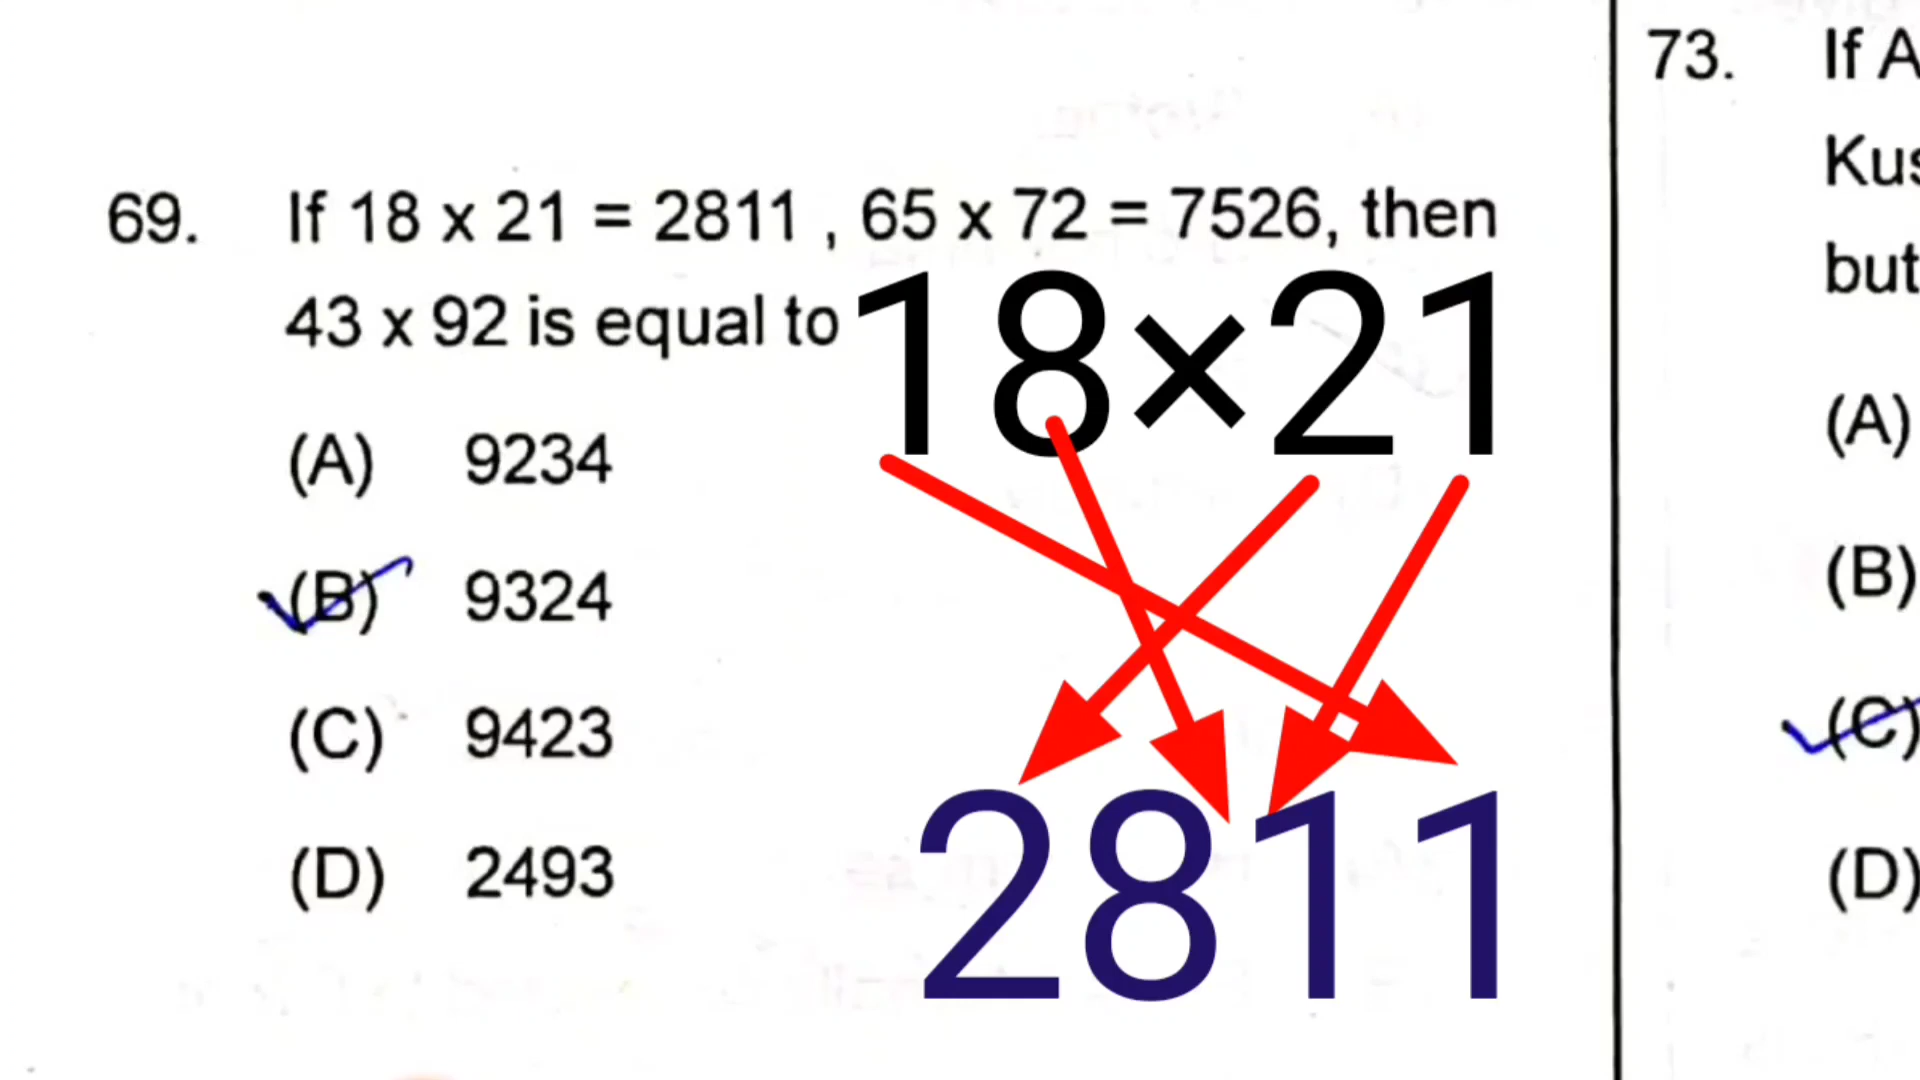 69. If 18 x 21 = 2811 , 65 x 72 = 7526, then
43 x 92 is equal to
(A) 9234
(B) 9324
(C) 9423
(D) 2493
18×21
2811
73. If A
Kus
but
(A)
(B)
(C)
(D)